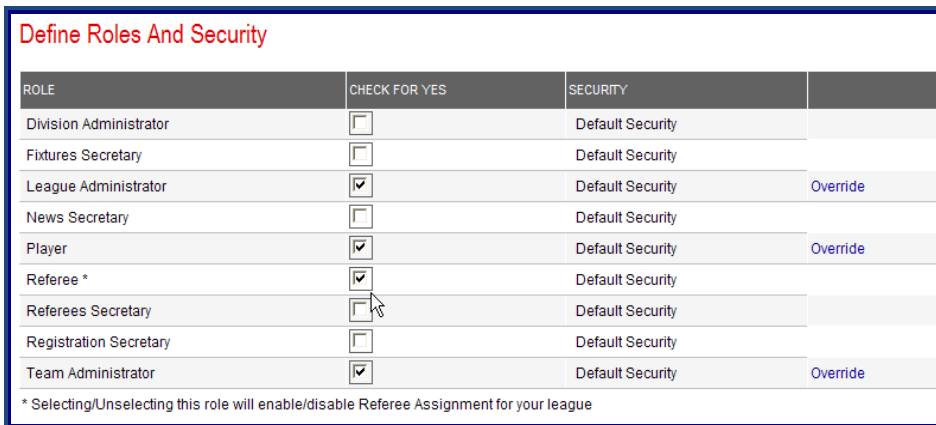 Define Roles And Security
ROLE CHECK FOR YES SECURITY
Division Administrator Default Security
Fixtures Secretary Default Security
League Administrator Default Security Override
News Secretary Default Security
Player Default Security Override
Referee * Default Security
Referees Secretary Default Security
Registration Secretary Default Security
Team Administrator Default Security Override
* Selecting/Unselecting this role will enable/disable Referee Assignment for your league